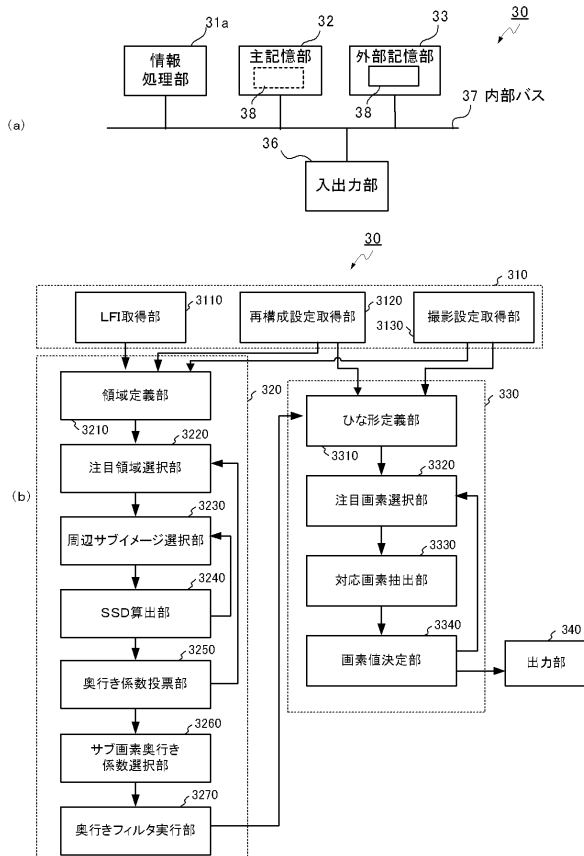 30
31a
情報
処理部
32
主記憶部
38
33
外部記憶部
38
37 内部バス
(a)
36
入出力部
30
310
3110
LFI取得部
3120
再構成設定取得部
3130
撮影設定取得部
320
330
領域定義部
3210
ひな形定義部
3310
3220
注目領域選択部
3320
注目画素選択部
(b)
3230
周辺サブイメージ選択部
3330
対応画素抽出部
3240
SSD算出部
3340
画素値決定部
340
出力部
3250
奥行き係数投票部
3260
サブ画素奥行き
係数選択部
3270
奥行きフィルタ実行部